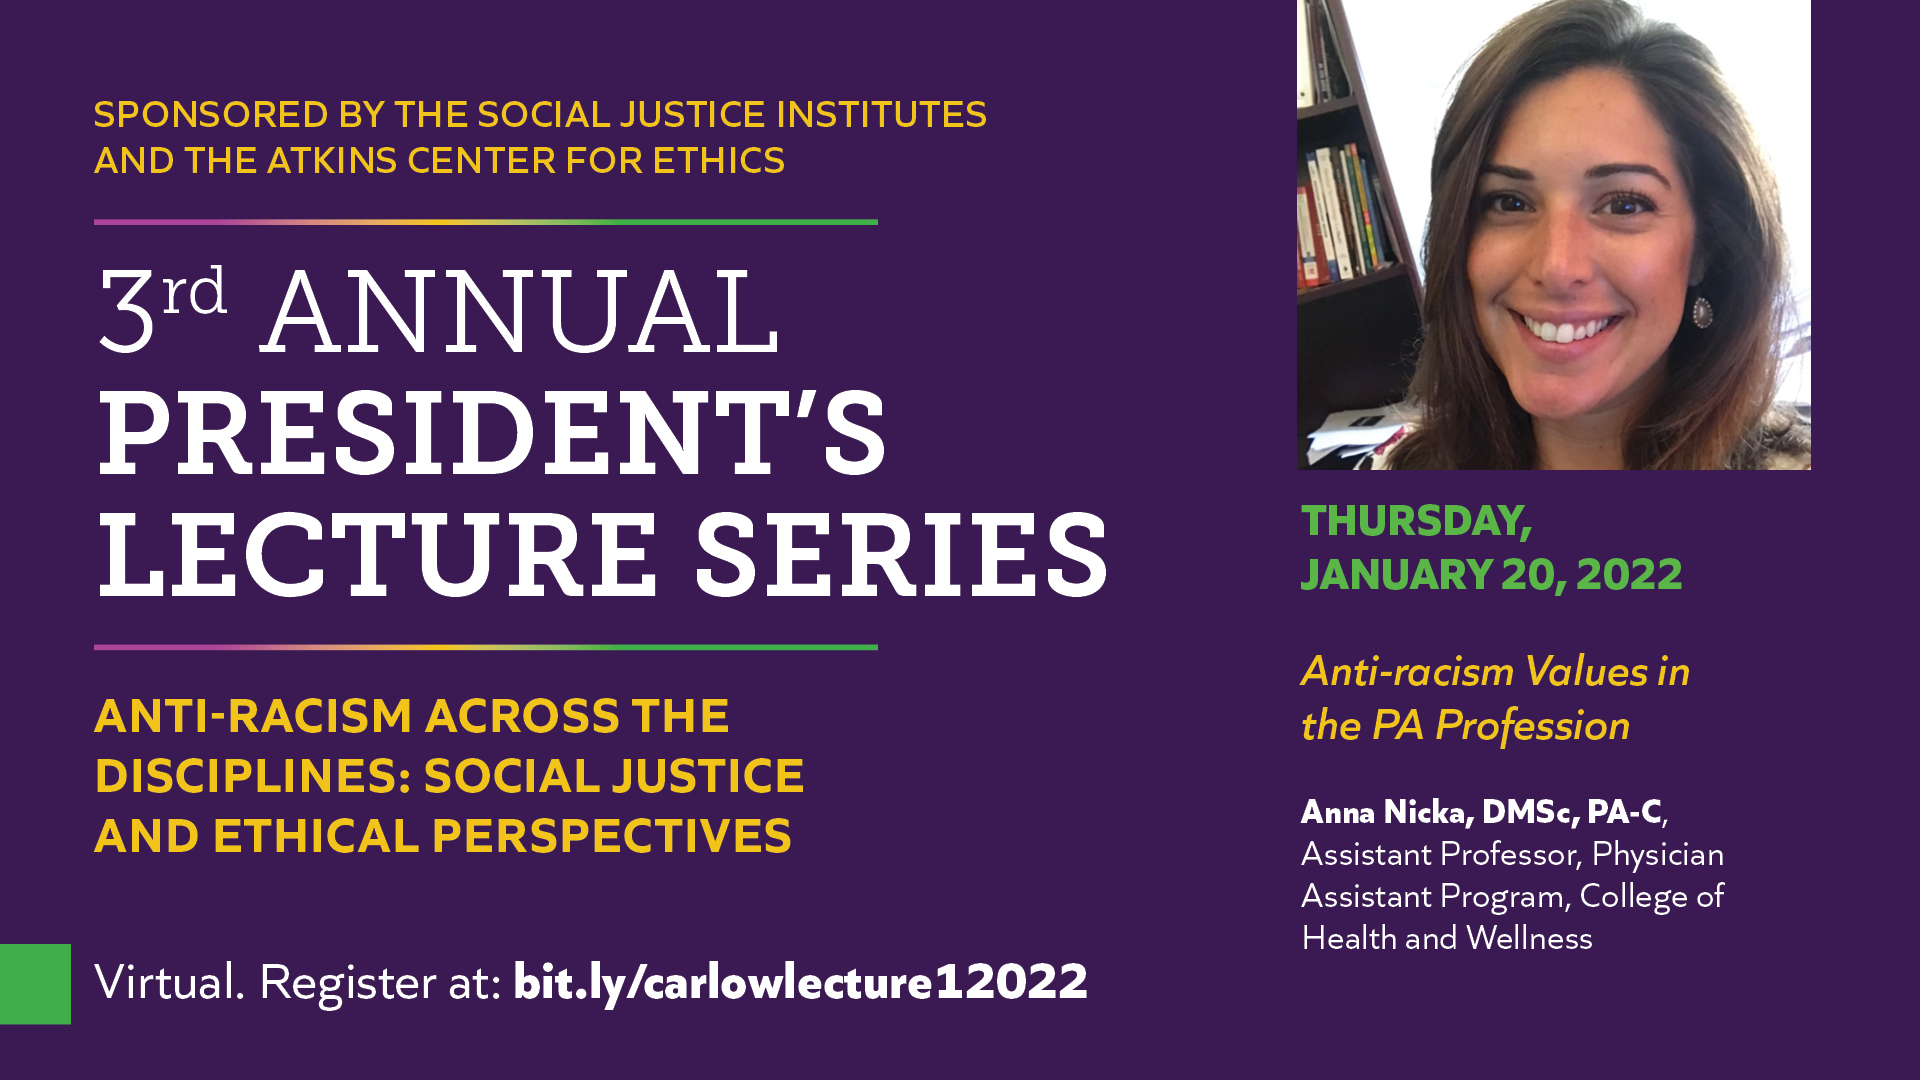 SPONSORED BY THE SOCIAL JUSTICE INSTITUTES
AND THE ATKINS CENTER FOR ETHICS
3rd ANNUAL
PRESIDENT'S
LECTURE SERIES
ANTI-RACISM ACROSS THE
DISCIPLINES: SOCIAL JUSTICE
AND ETHICAL PERSPECTIVES
Virtual. Register at: bit.ly/carlowlecture12022
THURSDAY,
JANUARY 20, 2022
Anti-racism Values in
the PA Profession
Anna Nicka, DMSc, PA-C,
Assistant Professor, Physician
Assistant Program, College of
Health and Wellness